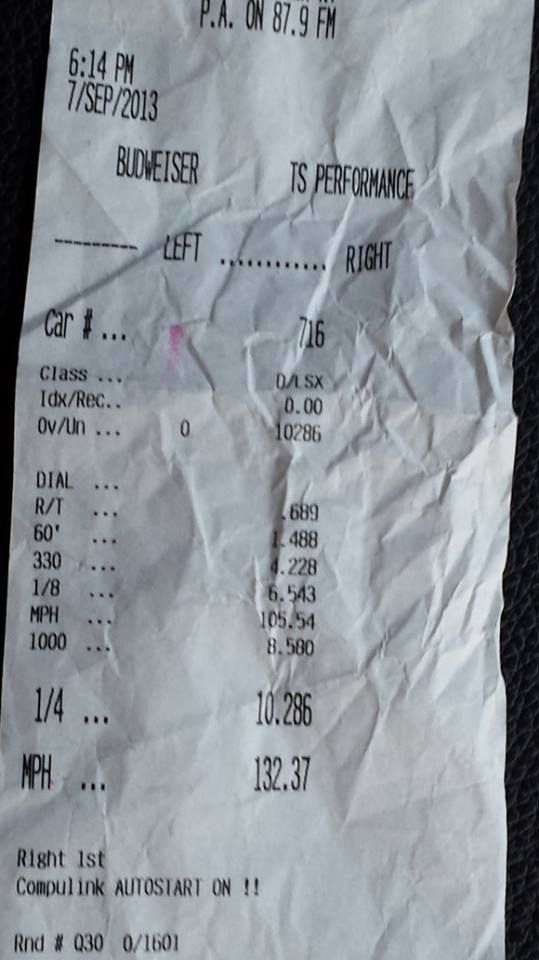 P.A. ON 87.9 FM
6:14 PM
7/SEP/2013
BUDWEISER TS PERFORMANCE
--------- LEFT ............ RIGHT
Car # ... 716
Class ... D/LSX
Idx/Rec.. 0.00
Ov/Un ... 0 10286
DIAL ...
R/T ... .689
60' ... 1.488
330 ... 4.228
1/8 ... 6.543
MPH ... 105.54
1000 ... 8.580
1/4 ... 10.286
MPH ... 132.37
Right 1st
Compulink AUTOSTART ON !!
Rnd # Q30 0/1601